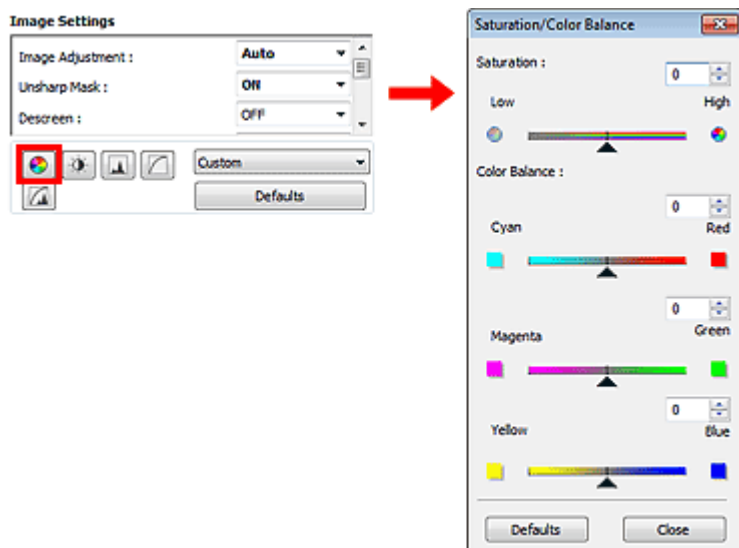 Image Settings
Image Adjustment : Auto
Unsharp Mask : ON
Descreen : OFF
Custom
Defaults
Saturation/Color Balance
Saturation :
0
Low High
Color Balance :
0
Cyan Red
0
Magenta Green
0
Yellow Blue
Defaults Close